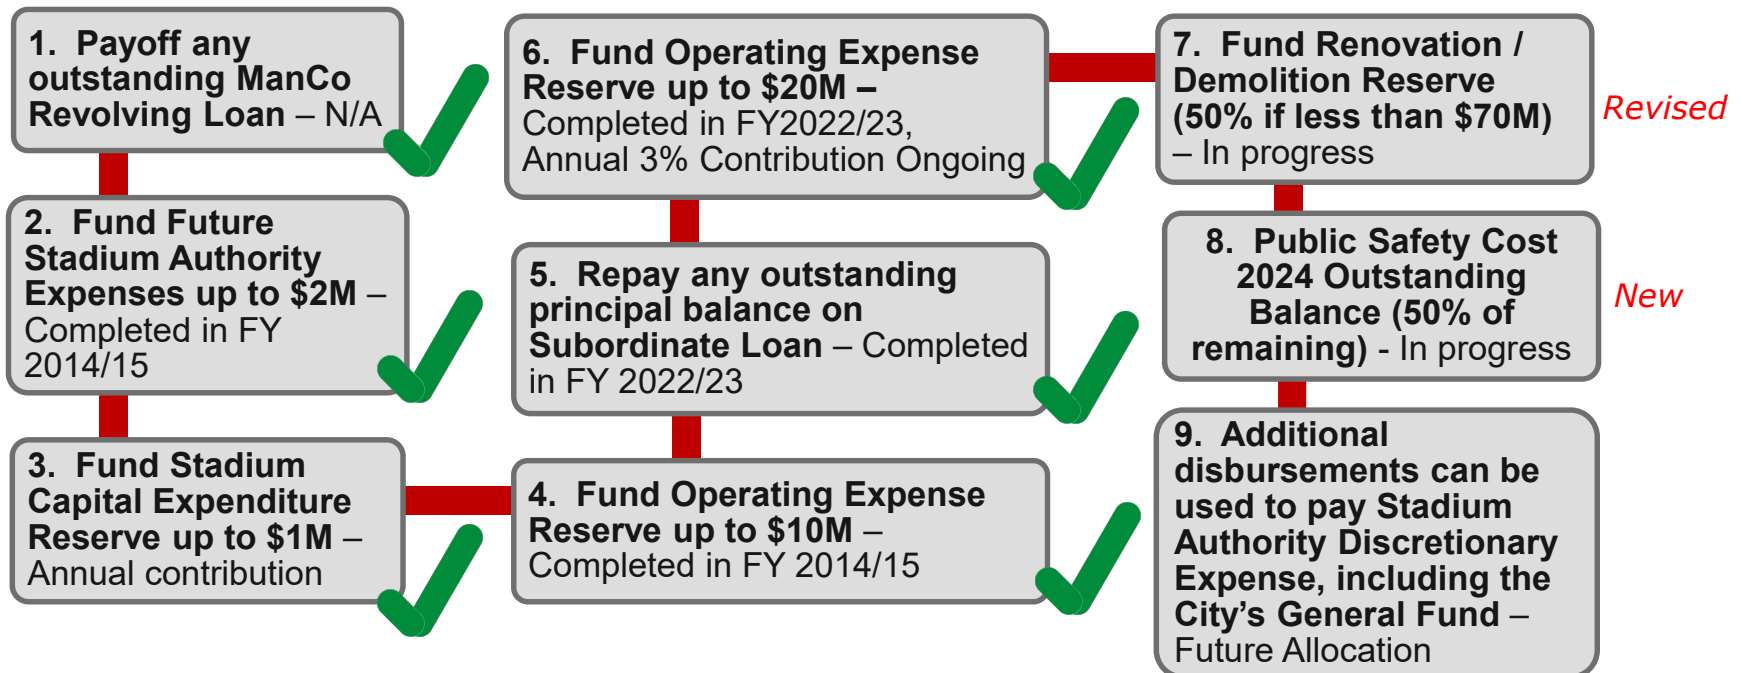 1.  Payoff any
outstanding ManCo
Revolving Loan – N/A
2.  Fund Future
Stadium Authority
Expenses up to $2M –
Completed in FY
2014/15
3.  Fund Stadium
Capital Expenditure
Reserve up to $1M –
Annual contribution
4.  Fund Operating Expense
Reserve up to $10M –
Completed in FY 2014/15
5.  Repay any outstanding
principal balance on
Subordinate Loan – Completed
in FY 2022/23
6.  Fund Operating Expense
Reserve up to $20M –
Completed in FY2022/23,
Annual 3% Contribution Ongoing
7.  Fund Renovation /
Demolition Reserve
(50% if less than $70M)
– In progress
Revised
8.  Public Safety Cost
2024 Outstanding
Balance (50% of
remaining) - In progress
New
9.  Additional
disbursements can be
used to pay Stadium
Authority Discretionary
Expense, including the
City’s General Fund –
Future Allocation